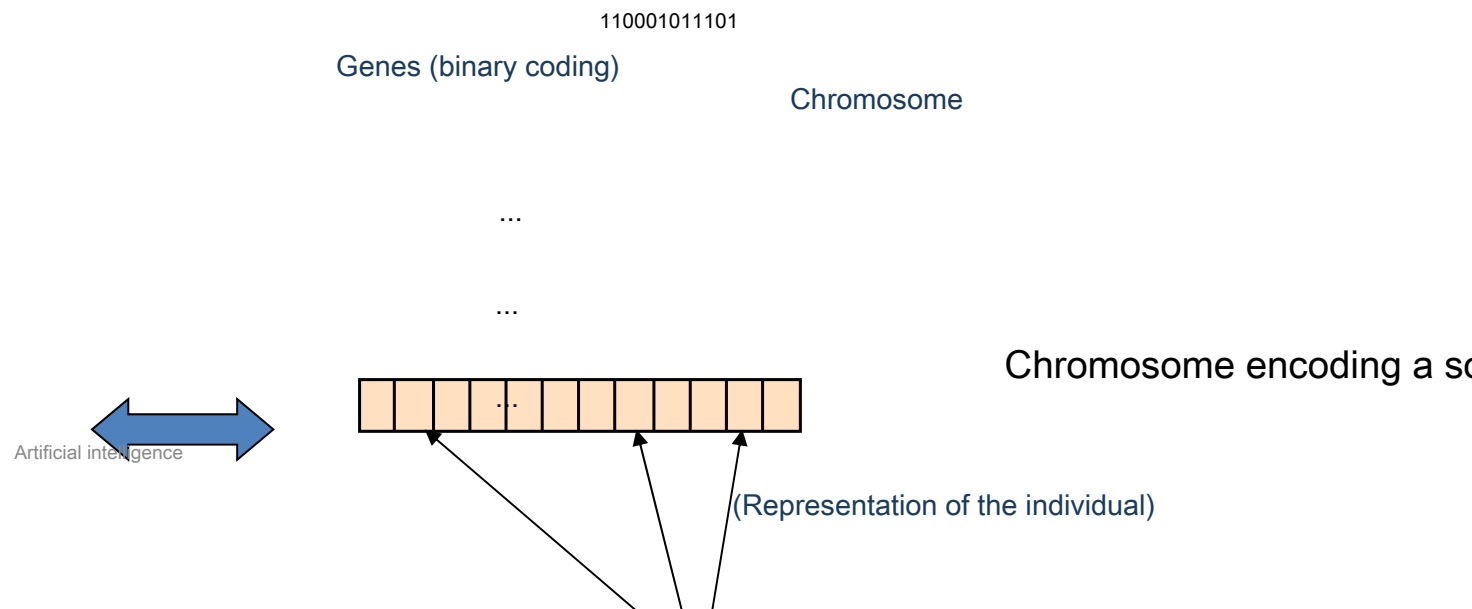 110001011101
Genes (binary coding)
Chromosome
...
...
Chromosome encoding a so
...
Artificial intelligence
(Representation of the individual)